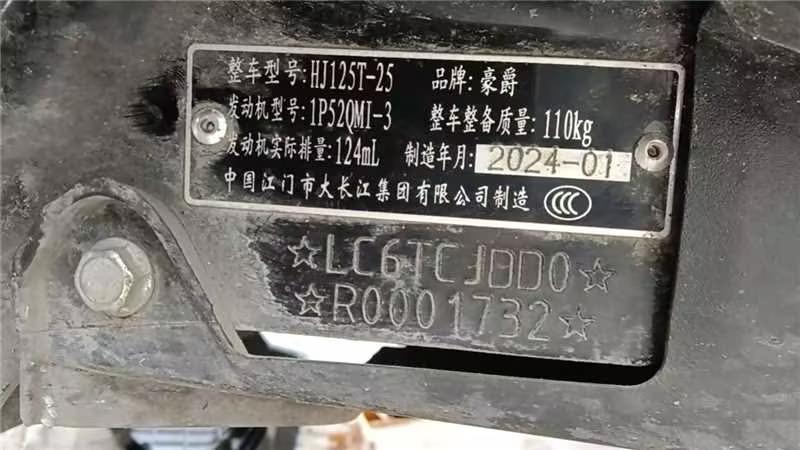 整车型号:HJ125T-25 品牌:豪爵
发动机型号:1P52QMI-3 整车整备质量:110kg
发动机实际排量:124mL 制造年月:2024-01
中国江门市大长江集团有限公司制造 CCC
☆LC6TCJDD0☆
☆R0001732☆